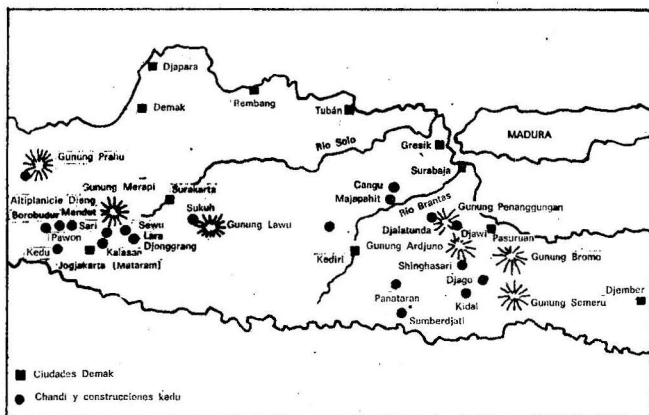 Djapara
Demak
Rembang
Tubán
Gresik
MADURA
Surabaja
Rio Solo
Gunung Prahu
Altiplanicie Dieng
Gunung Merapi
Surakarta
Borobudur
Mendut
Sari
Pawon
Kedu
Kalasan
Sewu
Lara
Djonggrang
Jogjakarta (Mataram)
Sukuh
Gunung Lawu
Cangu
Majapahit
Rio Brantas
Gunung Penanggungan
Djalatunda
Djawi
Pasuruan
Kediri
Gunung Ardjuno
Gunung Bromo
Shinghasari
Djago
Kidal
Gunung Semeru
Djember
Panataran
Sumberdjati
Ciudades Demak
Chandi y construcciones kedu